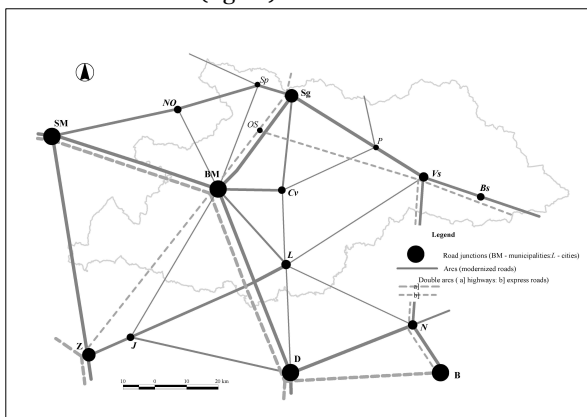 Sp
Sg
NO
OS
SM
P
BM
Vs
Cv
Bs
Legend
L
Road junctions (BM - municipalities; L - cities)
Arcs (modernized roads)
Double arcs ( a] highways: b] express roads)
a]
b]
N
J
Z
D
B
10 0 10 20 km